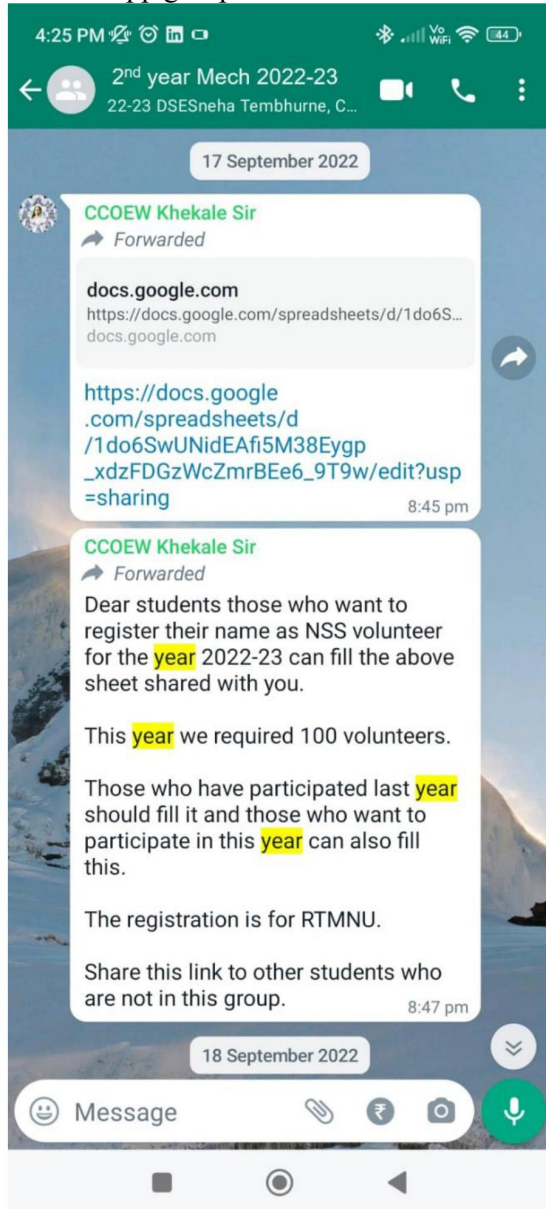 4:25 PM
Vo
WiFi
44
2nd year Mech 2022-23
22-23 DSESneha Tembhurne, C...
17 September 2022
CCOEW Khekale Sir
Forwarded
docs.google.com
https://docs.google.com/spreadsheets/d/1do6S...
docs.google.com
https://docs.google
.com/spreadsheets/d
/1do6SwUNidEAfi5M38Eygp
_xdzFDGzWcZmrBEe6_9T9w/edit?usp
=sharing
8:45 pm
CCOEW Khekale Sir
Forwarded
Dear students those who want to
register their name as NSS volunteer
for the year 2022-23 can fill the above
sheet shared with you.
This year we required 100 volunteers.
Those who have participated last year
should fill it and those who want to
participate in this year can also fill
this.
The registration is for RTMNU.
Share this link to other students who
are not in this group.
8:47 pm
18 September 2022
Message